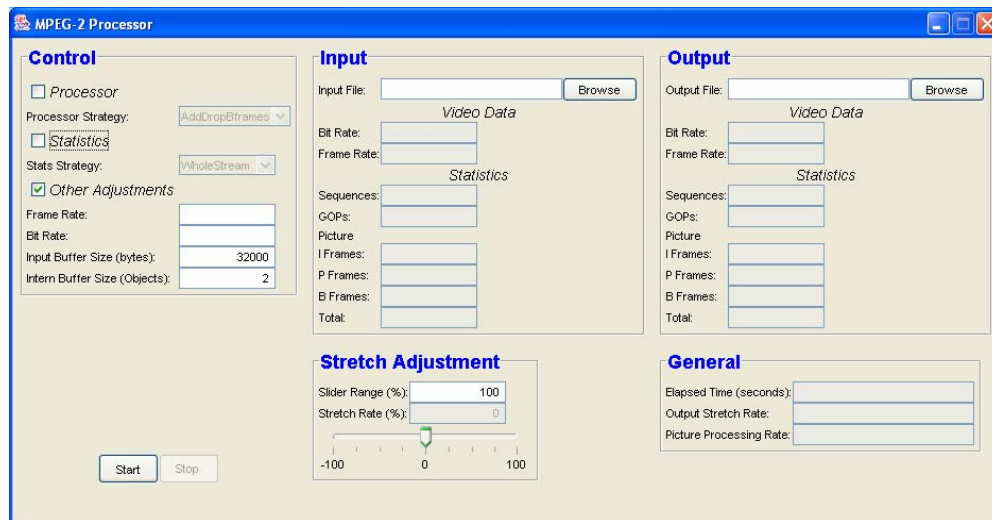 MPEG-2 Processor
Control
Processor
Processor Strategy: AddDropBframes
Statistics
Stats Strategy: WholeStream
Other Adjustments
Frame Rate:
Bit Rate:
Input Buffer Size (bytes): 32000
Intern Buffer Size (Objects): 2
Start Stop
Input
Input File: Browse
Video Data
Bit Rate:
Frame Rate:
Statistics
Sequences:
GOPs:
Picture
I Frames:
P Frames:
B Frames:
Total:
Stretch Adjustment
Slider Range (%): 100
Stretch Rate (%): 0
-100 0 100
Output
Output File: Browse
Video Data
Bit Rate:
Frame Rate:
Statistics
Sequences:
GOPs:
Picture
I Frames:
P Frames:
B Frames:
Total:
General
Elapsed Time (seconds):
Output Stretch Rate:
Picture Processing Rate: